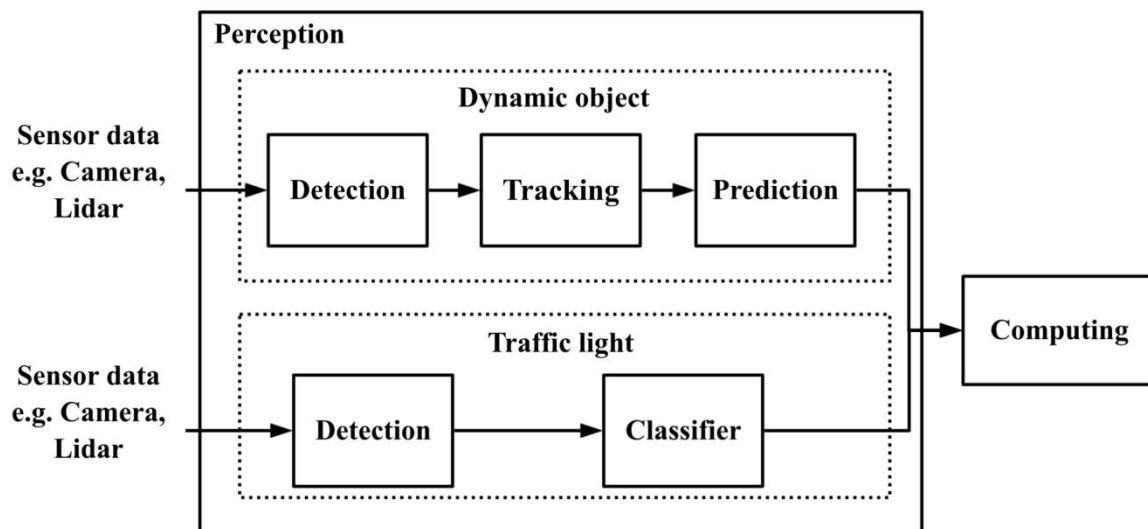 Perception
Dynamic object
Sensor data
e.g. Camera,
Lidar
Detection
Tracking
Prediction
Computing
Traffic light
Sensor data
e.g. Camera,
Lidar
Detection
Classifier